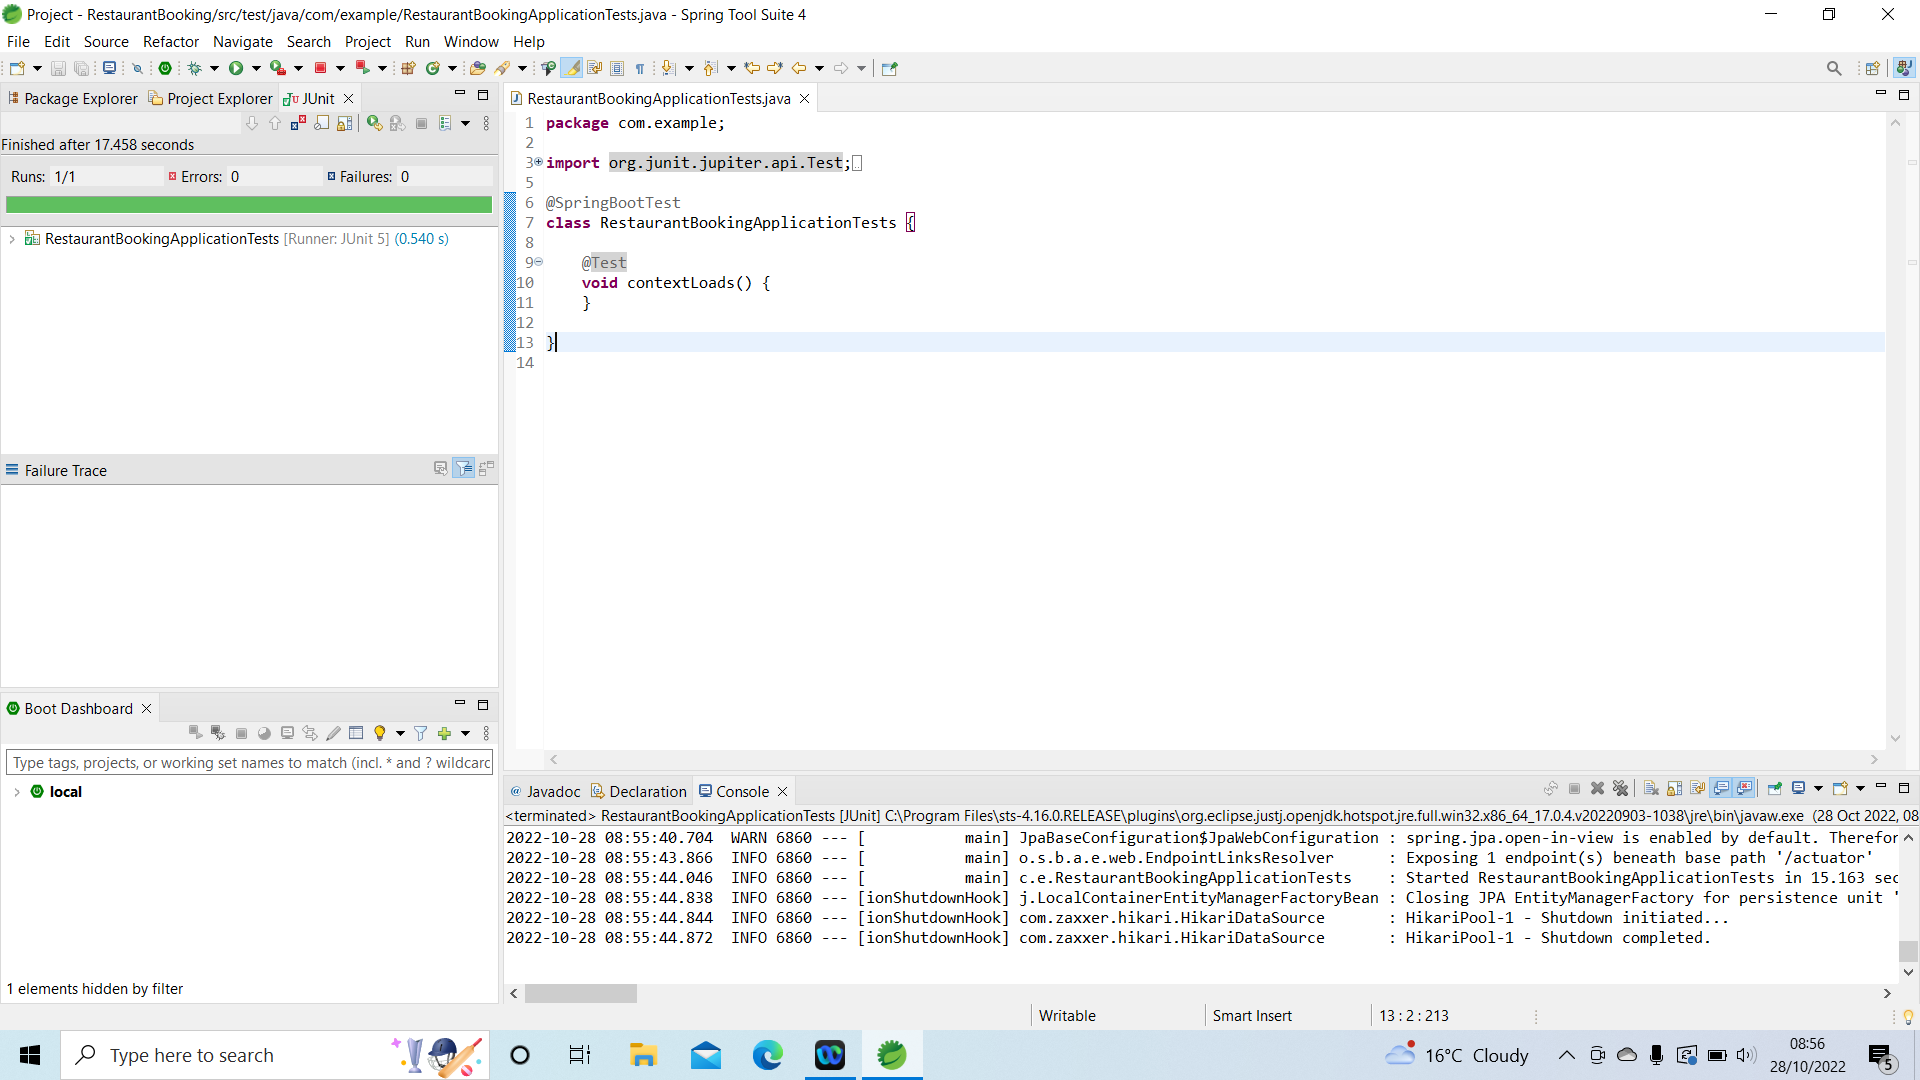 Project - RestaurantBooking/src/test/java/com/example/RestaurantBookingApplicationTests.java - Spring Tool Suite 4
File Edit Source Refactor Navigate Search Project Run Window Help
Package Explorer Project Explorer JUnit
Finished after 17.458 seconds
Runs: 1/1 Errors: 0 Failures: 0
RestaurantBookingApplicationTests [Runner: JUnit 5] (0.540 s)
Failure Trace
Boot Dashboard
Type tags, projects, or working set names to match (incl. * and ? wildcarc
local
1 elements hidden by filter
RestaurantBookingApplicationTests.java
1 package com.example;
2
3 import org.junit.jupiter.api.Test;
5
6 @SpringBootTest
7 class RestaurantBookingApplicationTests {
8
9 @Test
10 void contextLoads() {
11 }
12
13 }
14
Javadoc Declaration Console
<terminated> RestaurantBookingApplicationTests [JUnit] C:\Program Files\sts-4.16.0.RELEASE\plugins\org.eclipse.justj.openjdk.hotspot.jre.full.win32.x86_64_17.0.4.v20220903-1038\jre\bin\javaw.exe (28 Oct 2022, 08
2022-10-28 08:55:40.704 WARN 6860 --- [ main] JpaBaseConfiguration$JpaWebConfiguration : spring.jpa.open-in-view is enabled by default. Therefor
2022-10-28 08:55:43.866 INFO 6860 --- [ main] o.s.b.a.e.web.EndpointLinksResolver : Exposing 1 endpoint(s) beneath base path '/actuator'
2022-10-28 08:55:44.046 INFO 6860 --- [ main] c.e.RestaurantBookingApplicationTests : Started RestaurantBookingApplicationTests in 15.163 sec
2022-10-28 08:55:44.838 INFO 6860 --- [ionShutdownHook] j.LocalContainerEntityManagerFactoryBean : Closing JPA EntityManagerFactory for persistence unit '
2022-10-28 08:55:44.844 INFO 6860 --- [ionShutdownHook] com.zaxxer.hikari.HikariDataSource : HikariPool-1 - Shutdown initiated...
2022-10-28 08:55:44.872 INFO 6860 --- [ionShutdownHook] com.zaxxer.hikari.HikariDataSource : HikariPool-1 - Shutdown completed.
Writable Smart Insert 13 : 2 : 213
Type here to search
16°C Cloudy
08:56
28/10/2022
5